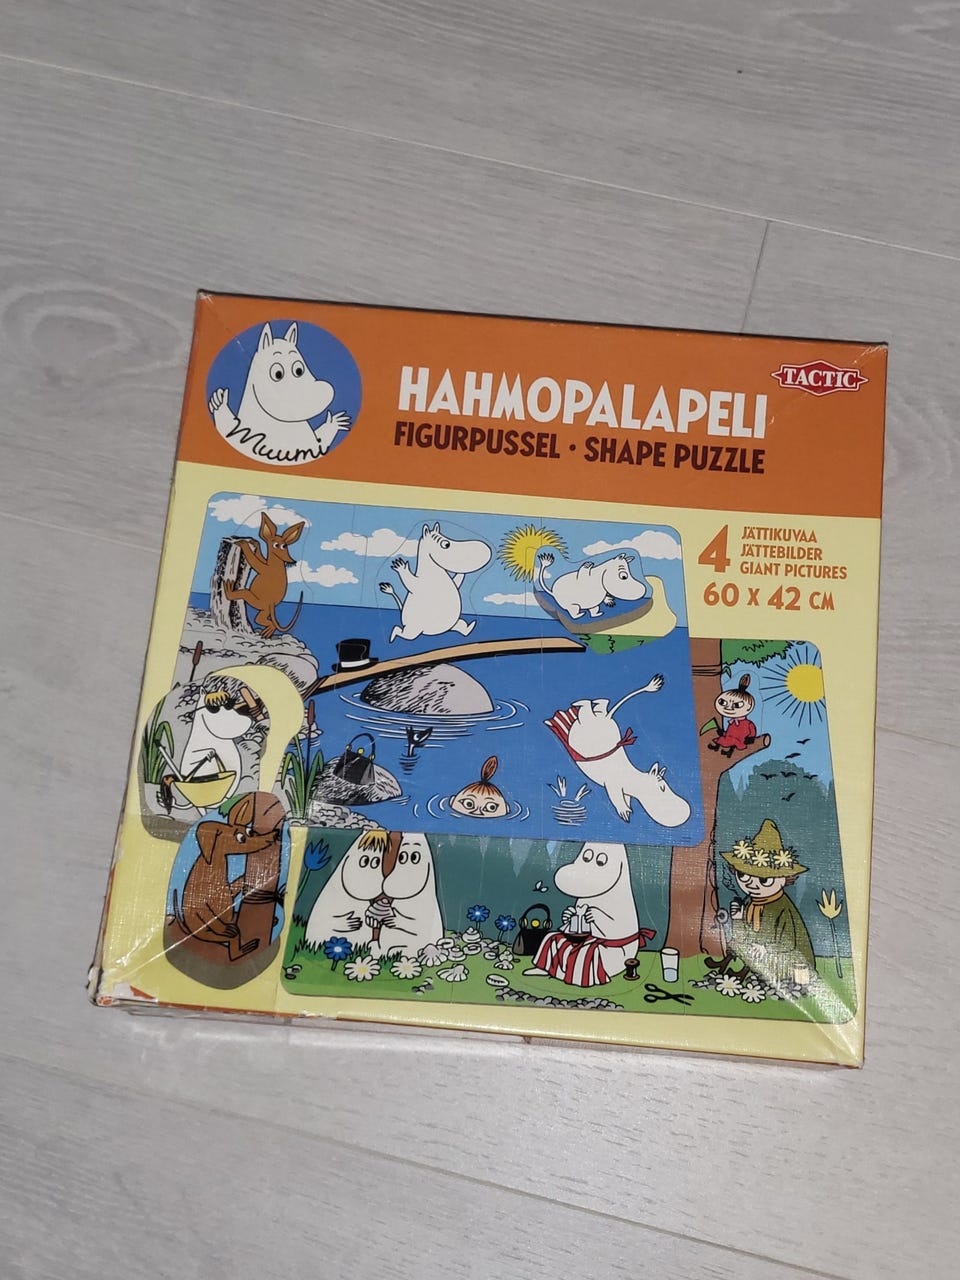 Muumi
HAHMOPALAPELI
FIGURPUSSEL • SHAPE PUZZLE
TACTIC
4 JÄTTIKUVAA
JÄTTEBILDER
GIANT PICTURES
60 X 42 CM